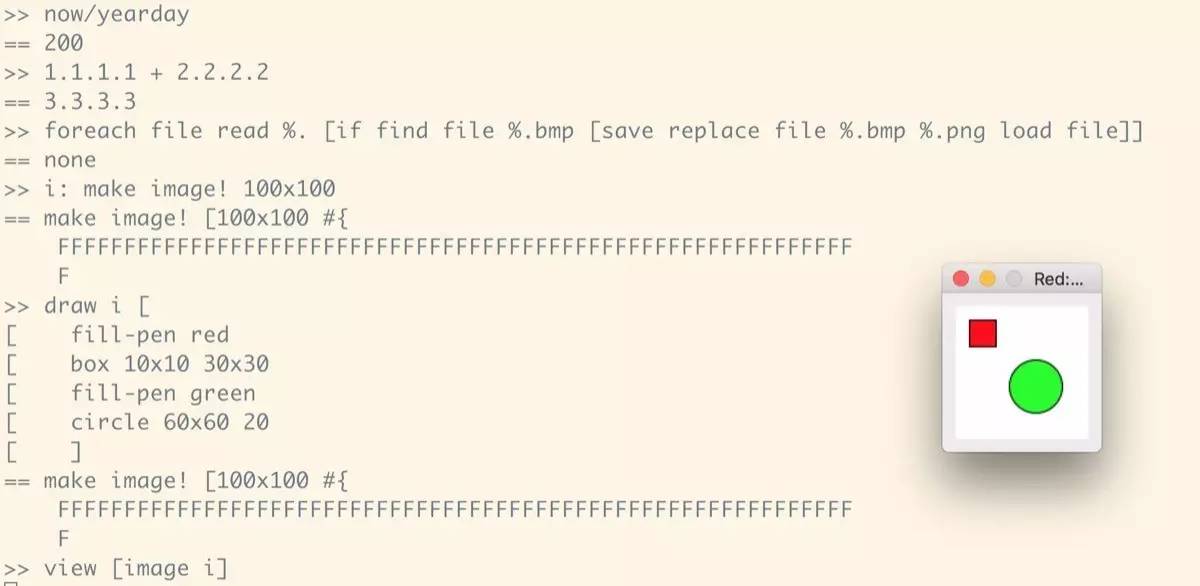 >> now/yearday
== 200
>> 1.1.1.1 + 2.2.2.2
== 3.3.3.3
>> foreach file read %. [if find file %.bmp [save replace file %.bmp %.png load file]]
== none
>> i: make image! 100x100
== make image! [100x100 #{
    FFFFFFFFFFFFFFFFFFFFFFFFFFFFFFFFFFFFFFFFFFFFFFFFFFFFFFFFFFFF
    F
>> draw i [
[    fill-pen red
[    box 10x10 30x30
[    fill-pen green
[    circle 60x60 20
[    ]
== make image! [100x100 #{
    FFFFFFFFFFFFFFFFFFFFFFFFFFFFFFFFFFFFFFFFFFFFFFFFFFFFFFFFFFFF
    F
>> view [image i]
Red:...